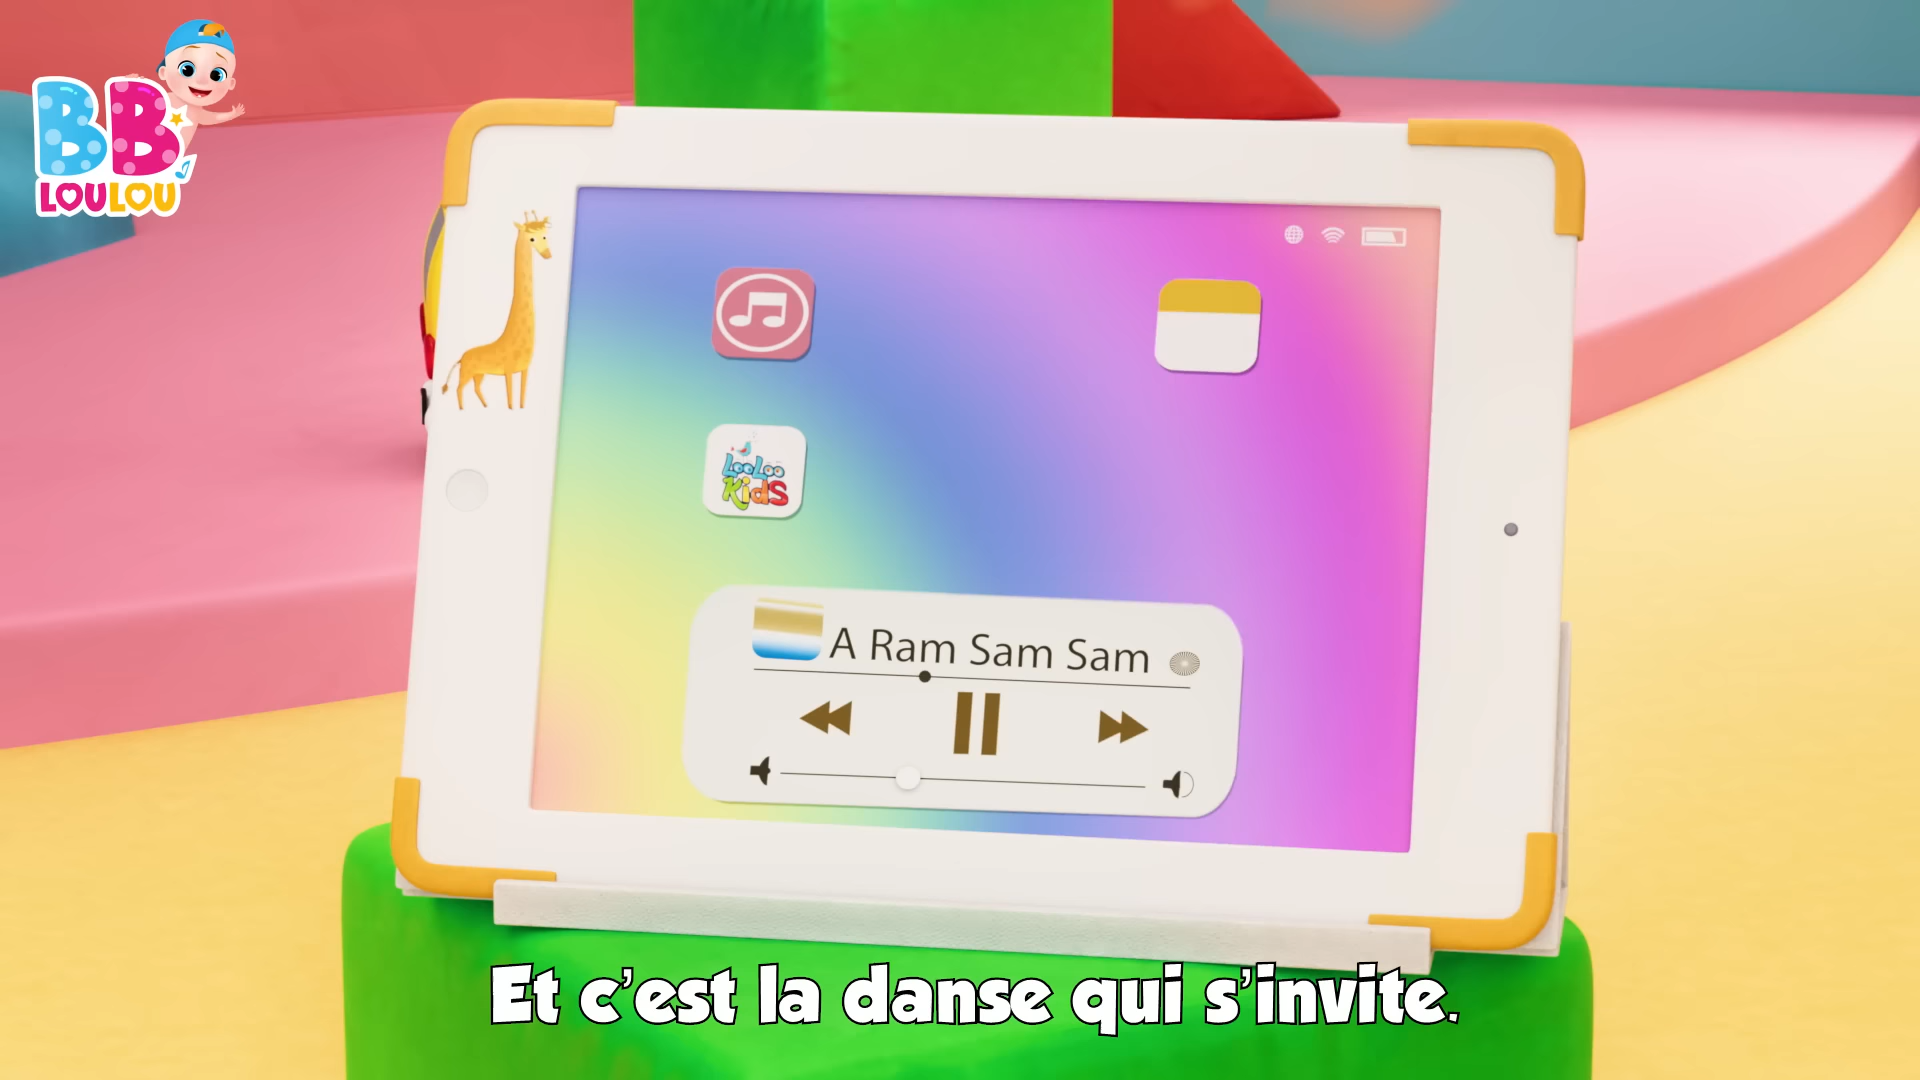 BB
LOULOU
LooLoo
Kids
A Ram Sam Sam
Et c'est la danse qui s'invite.